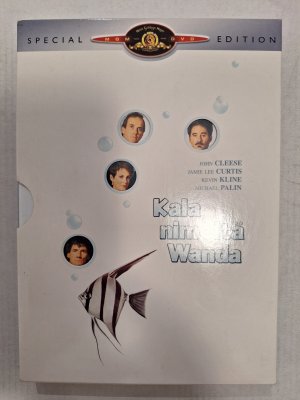 SPECIAL
EDITION
MGM DVD
JOHN CLEESE
JAMIE LEE CURTIS
KEVIN KLINE
MICHAEL PALIN
Kala
nimeltä
Wanda